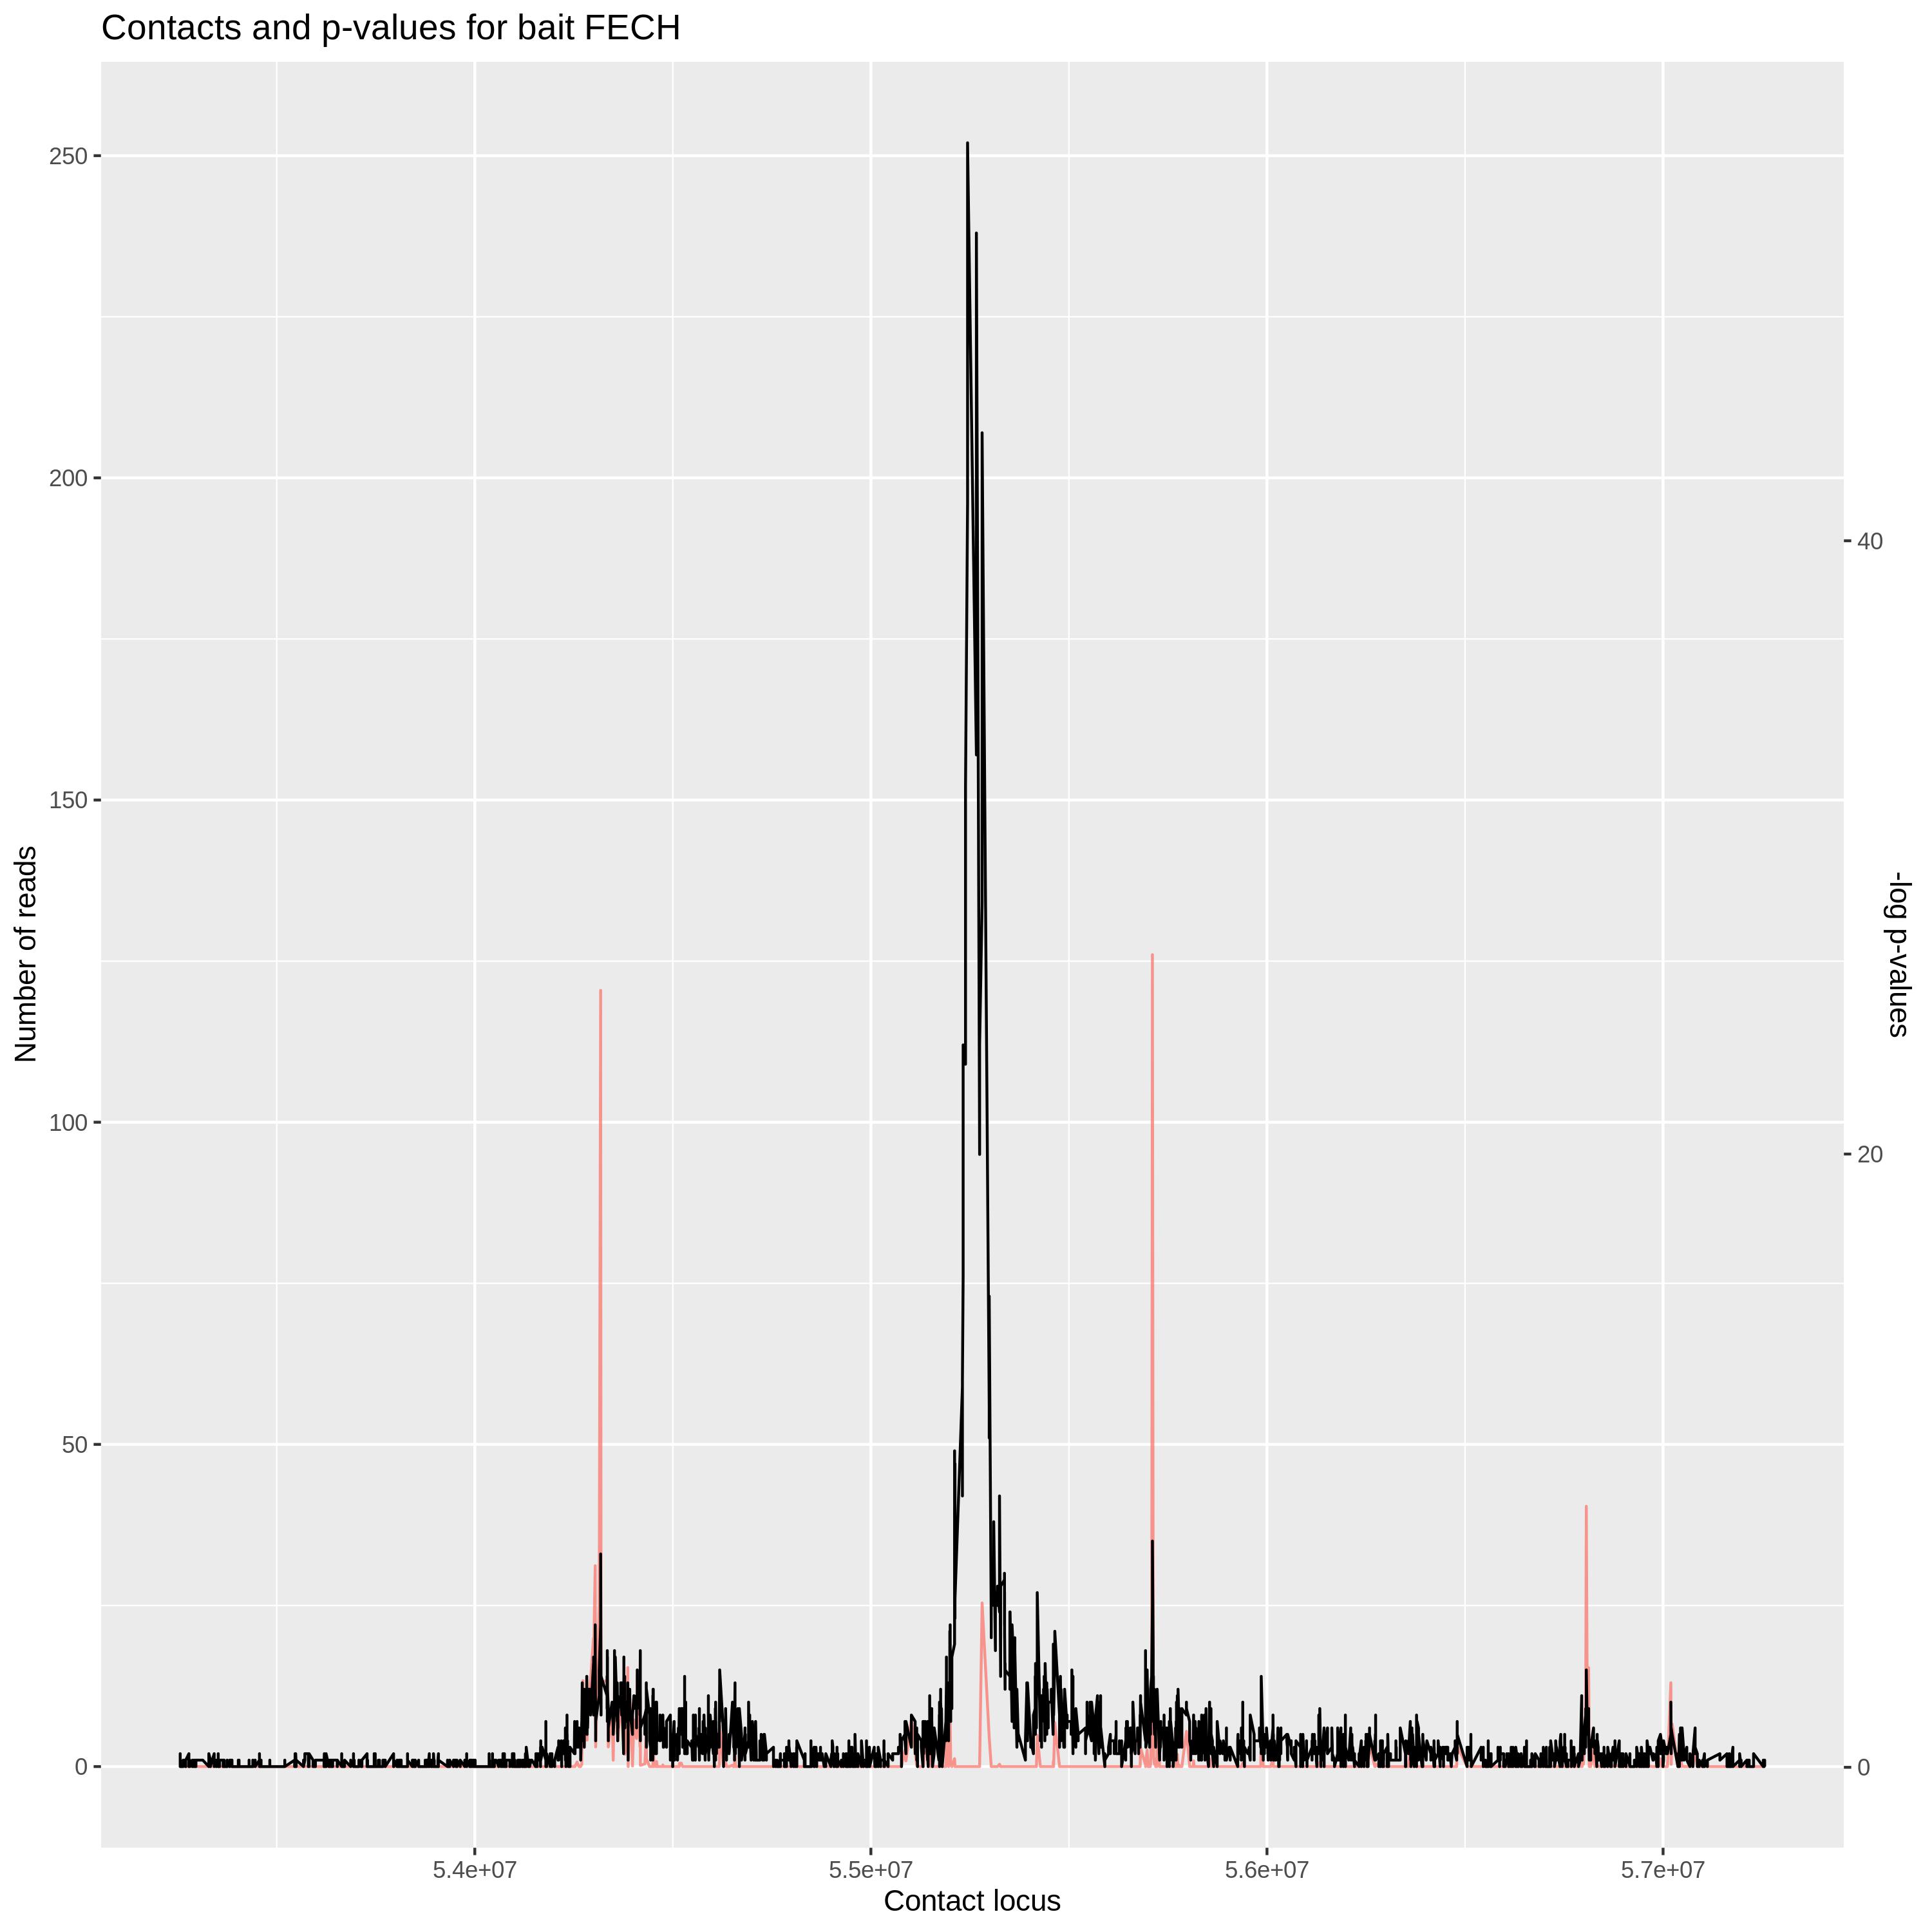 Contacts and p-values for bait FECH
250
200
150
100
50
0
Number of reads
40
20
0
-log p-values
5.4e+07
5.5e+07
5.6e+07
5.7e+07
Contact locus